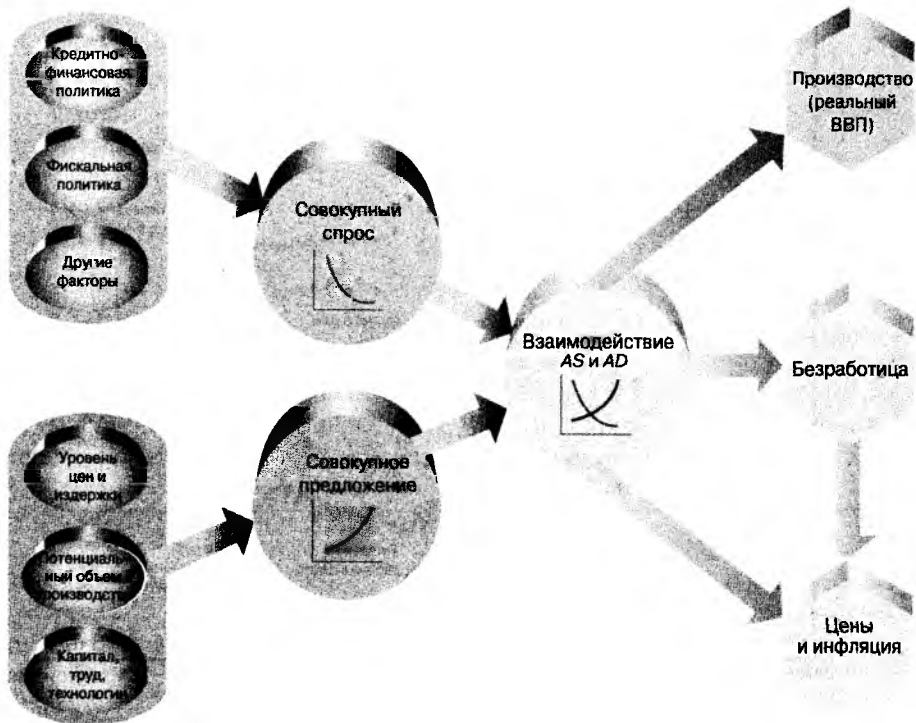 Кредитно-
финансовая
политика
Фискальная
политика
Другие
факторы
Совокупный
спрос
Производство
(реальный
ВВП)
Взаимодействие
AS и AD
Безработица
Уровень
цен и
издержки
Потенциаль-
ный объем
производства
Капитал,
труд,
технологии
Совокупное
предложение
Цены
и инфляция